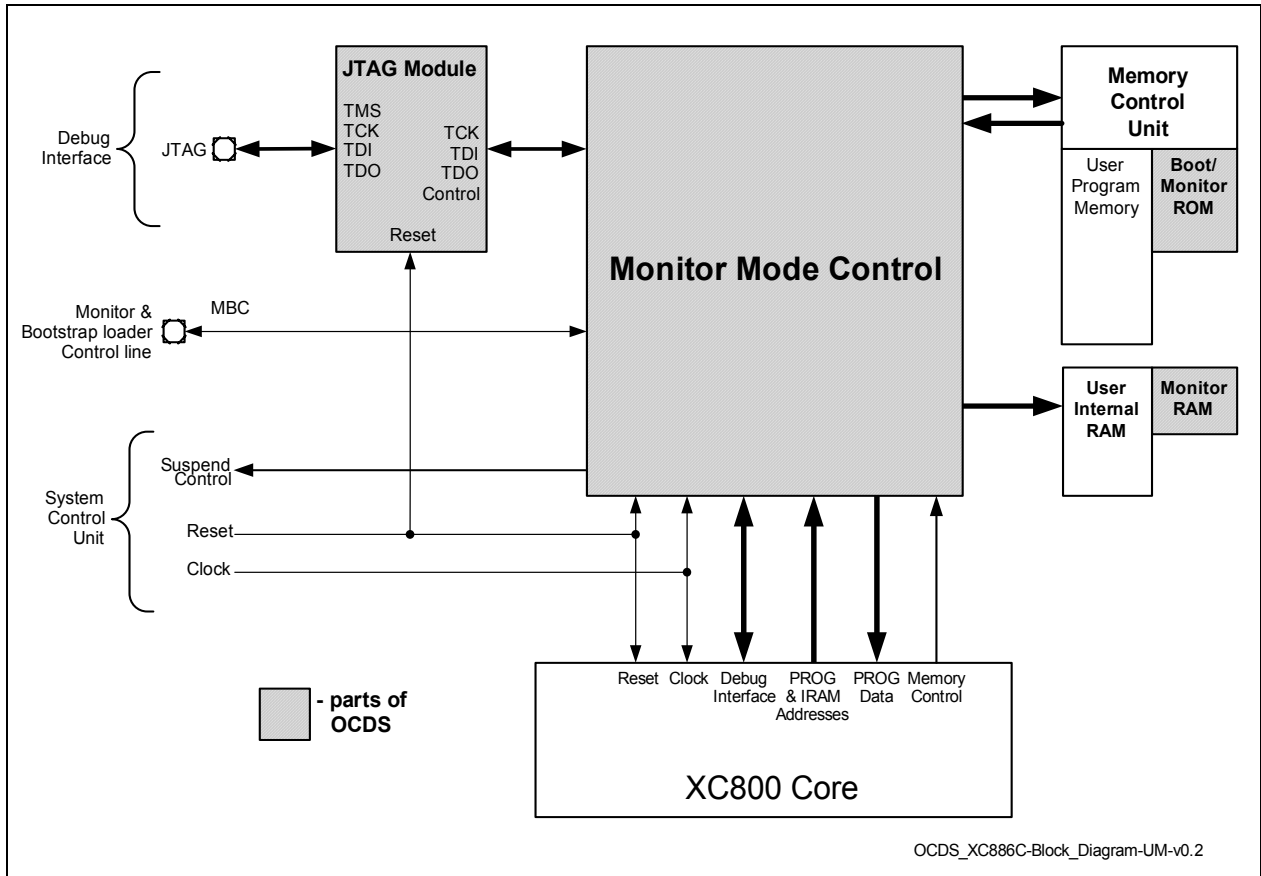 JTAG Module
TMS
TCK
TDI
TDO
TCK
TDI
TDO
Control
Reset
Debug
Interface
JTAG
Monitor Mode Control
Memory
Control
Unit
User
Program
Memory
Boot/
Monitor
ROM
Monitor &
Bootstrap loader
Control line
MBC
User
Internal
RAM
Monitor
RAM
System
Control
Unit
Suspend
Control
Reset
Clock
Reset
Clock
Debug
Interface
PROG
& IRAM
Addresses
PROG
Data
Memory
Control
- parts of
OCDS
XC800 Core
OCDS_XC886C-Block_Diagram-UM-v0.2